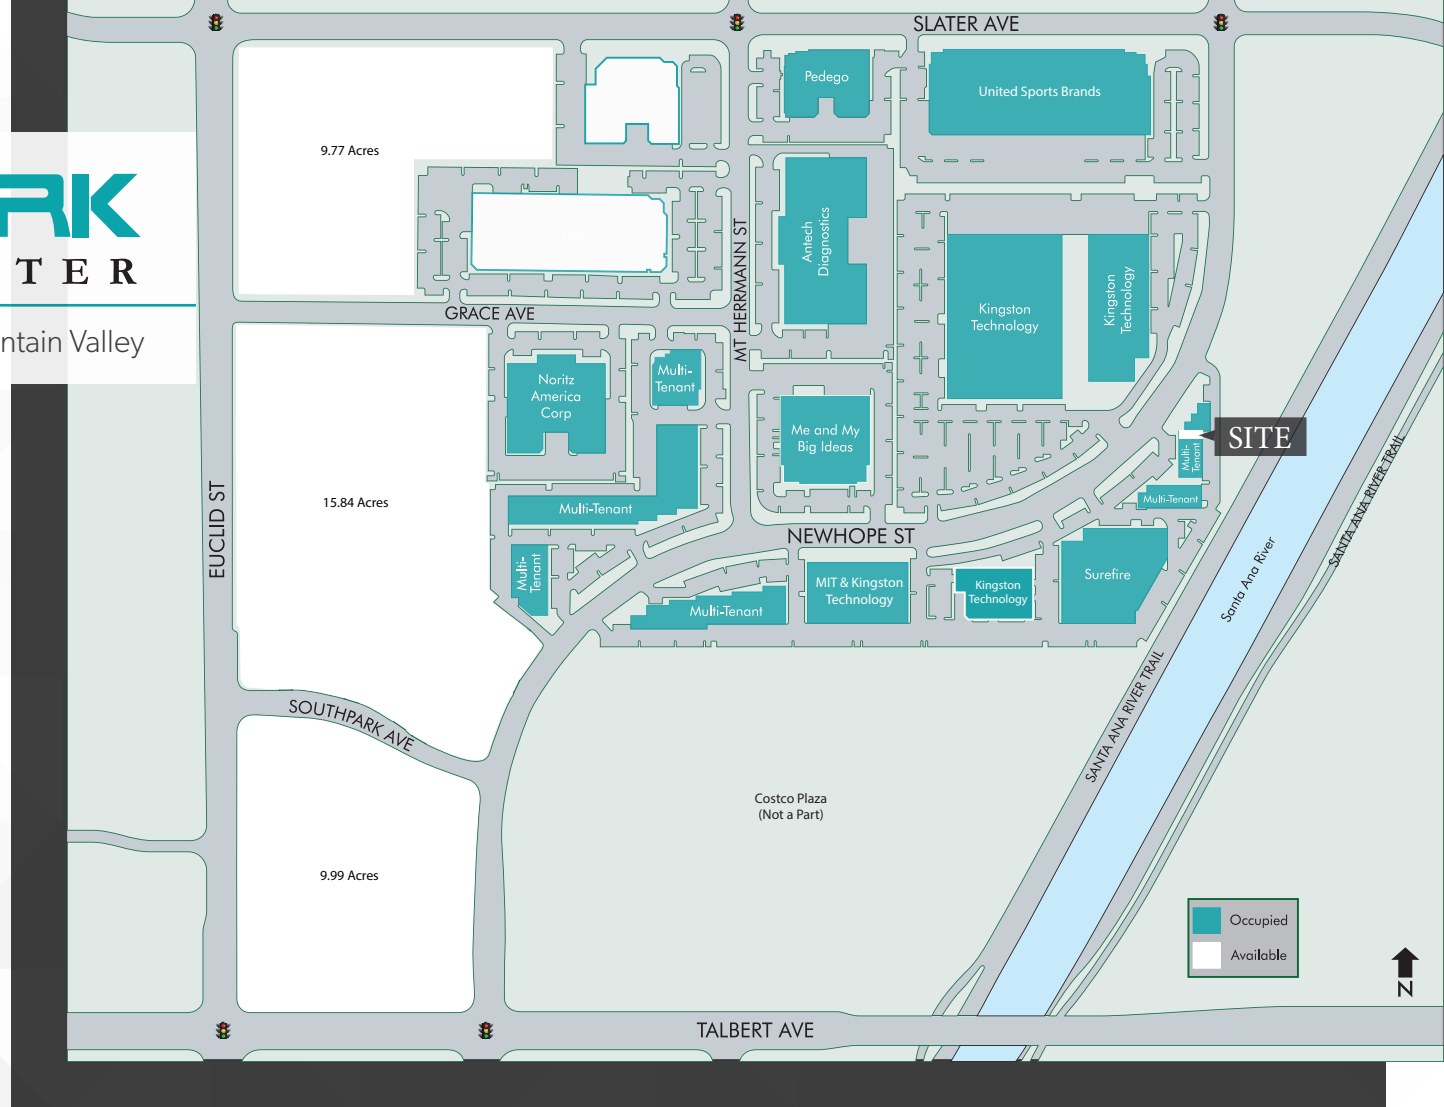 SLATER AVE
Pedego
United Sports Brands
9.77 Acres
RK
TER
ntain Valley
Antech
Diagnostics
MT HERRMANN ST
GRACE AVE
Kingston
Technology
Kingston
Technology
Noritz
America
Corp
Multi-
Tenant
Me and My
Big Ideas
SITE
Multi-
Tenant
Multi-Tenant
EUCLID ST
15.84 Acres
Multi-Tenant
NEWHOPE ST
Multi-
Tenant
MIT & Kingston
Technology
Kingston
Technology
Surefire
Multi-Tenant
Santa Ana River
SANTA ANA RIVER TRAIL
SANTA ANA RIVER TRAIL
SOUTHPARK AVE
Costco Plaza
(Not a Part)
9.99 Acres
Occupied
Available
N
TALBERT AVE